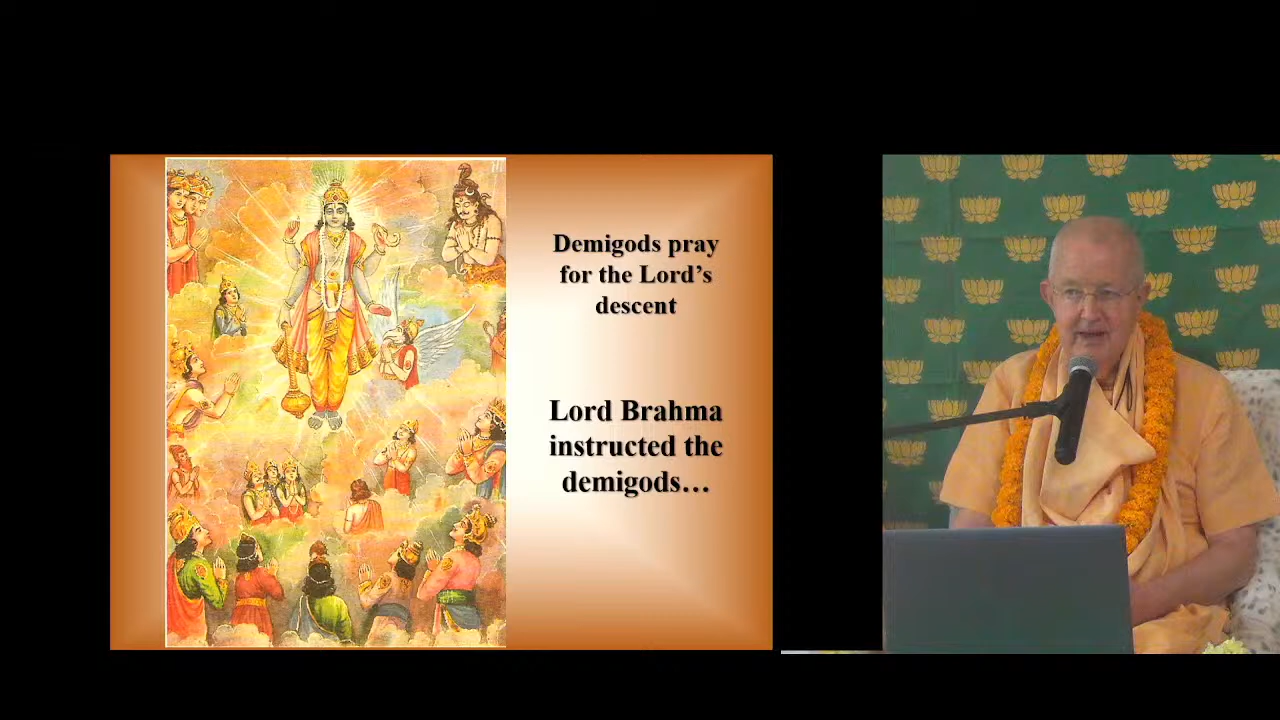 Demigods pray
for the Lord’s
descent
Lord Brahma
instructed the
demigods…